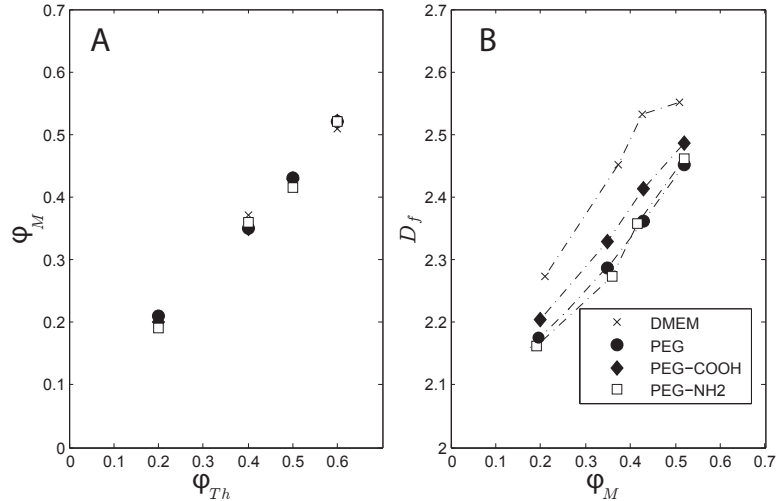 A
0.7
0.6
0.5
0.4
0.3
0.2
0.1
0
φ_M
0 0.1 0.2 0.3 0.4 0.5 0.6
φ_Th
B
2.7
2.6
2.5
2.4
2.3
2.2
2.1
2
D_f
0 0.1 0.2 0.3 0.4 0.5 0.6 0.7
φ_M
DMEM
PEG
PEG−COOH
PEG−NH2